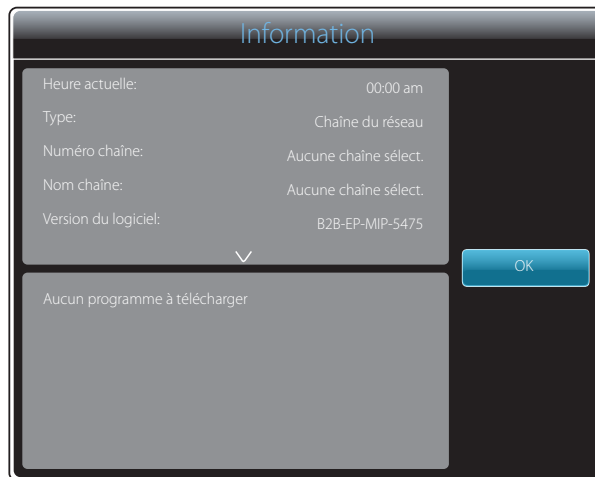 Information
Heure actuelle: 00:00 am
Type: Chaîne du réseau
Numéro chaîne: Aucune chaîne sélect.
Nom chaîne: Aucune chaîne sélect.
Version du logiciel: B2B-EP-MIP-5475
OK
Aucun programme à télécharger